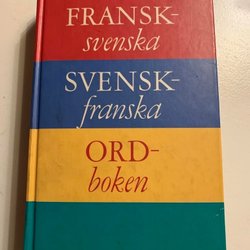 FRANSK-
svenska
SVENSK-
franska
ORD-
boken